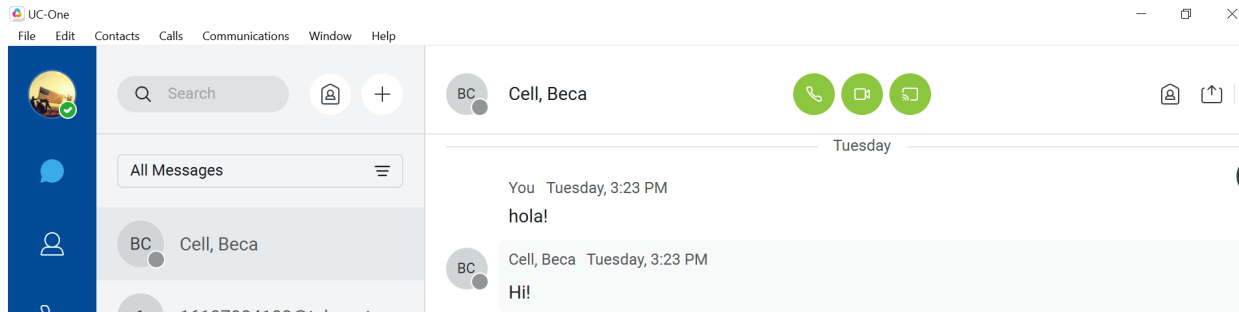 UC-One
File Edit Contacts Calls Communications Window Help
Search
BC Cell, Beca
All Messages
Tuesday
You Tuesday, 3:23 PM
hola!
BC Cell, Beca
BC Cell, Beca Tuesday, 3:23 PM
Hi!